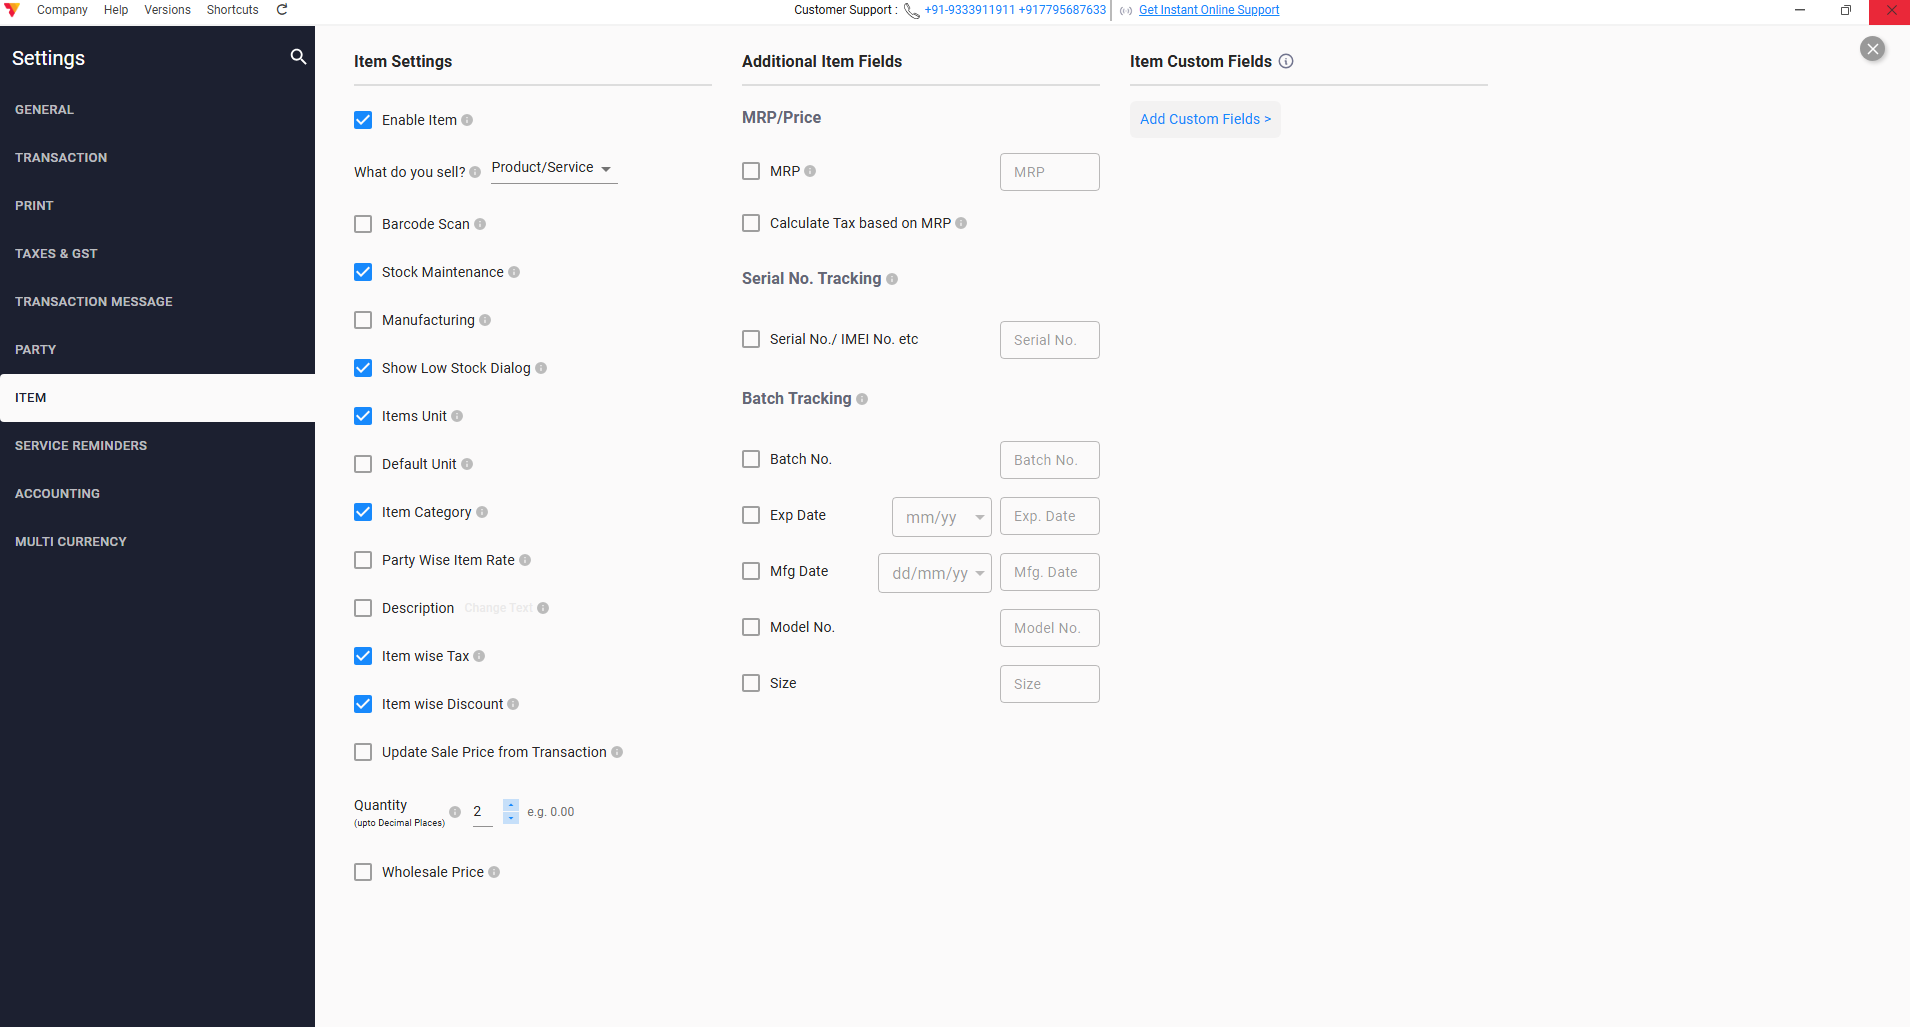 Company Help Versions Shortcuts
Customer Support : +91-9333911911 +917795687633 Get Instant Online Support
Settings
GENERAL
TRANSACTION
PRINT
TAXES & GST
TRANSACTION MESSAGE
PARTY
ITEM
SERVICE REMINDERS
ACCOUNTING
MULTI CURRENCY
Item Settings
Enable Item
What do you sell? Product/Service
Barcode Scan
Stock Maintenance
Manufacturing
Show Low Stock Dialog
Items Unit
Default Unit
Item Category
Party Wise Item Rate
Description Change Text
Item wise Tax
Item wise Discount
Update Sale Price from Transaction
Quantity
(upto Decimal Places)
2 e.g. 0.00
Wholesale Price
Additional Item Fields
MRP/Price
MRP MRP
Calculate Tax based on MRP
Serial No. Tracking
Serial No./ IMEI No. etc Serial No.
Batch Tracking
Batch No. Batch No.
Exp Date mm/yy Exp. Date
Mfg Date dd/mm/yy Mfg. Date
Model No. Model No.
Size Size
Item Custom Fields
Add Custom Fields >